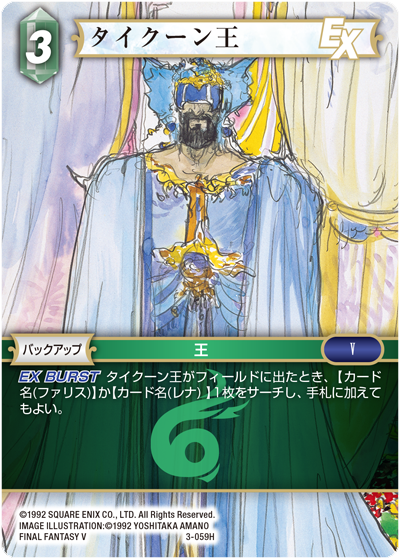 3
タイクーン王
EX
バックアップ
王
V
EX BURST タイクーン王がフィールドに出たとき、【カード
名(ファリス)】か【カード名(レナ)】1枚をサーチし、手札に加えて
もよい。
©1992 SQUARE ENIX CO., LTD. All Rights Reserved.
IMAGE ILLUSTRATION:©1992 YOSHITAKA AMANO
FINAL FANTASY V
3-059H